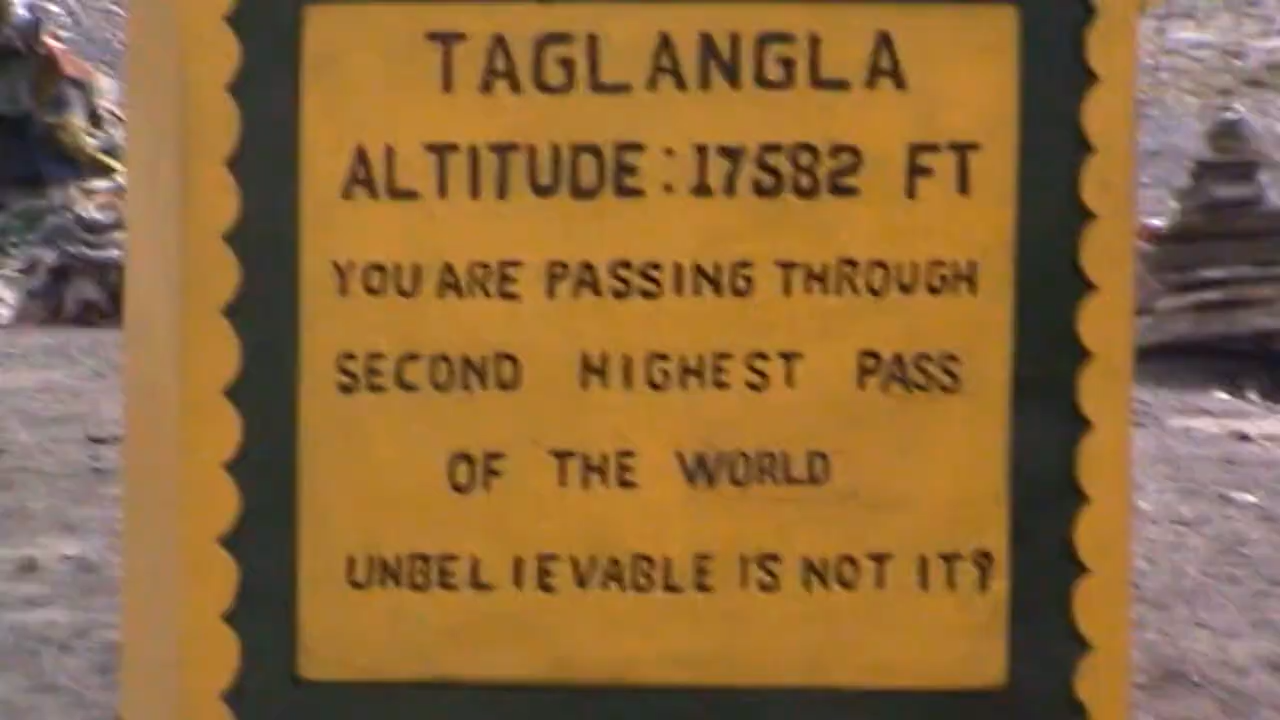 TAGLANGLA
ALTITUDE:17582 FT
YOU ARE PASSING THROUGH
SECOND HIGHEST PASS
OF THE WORLD
UNBELIEVABLE IS NOT IT?